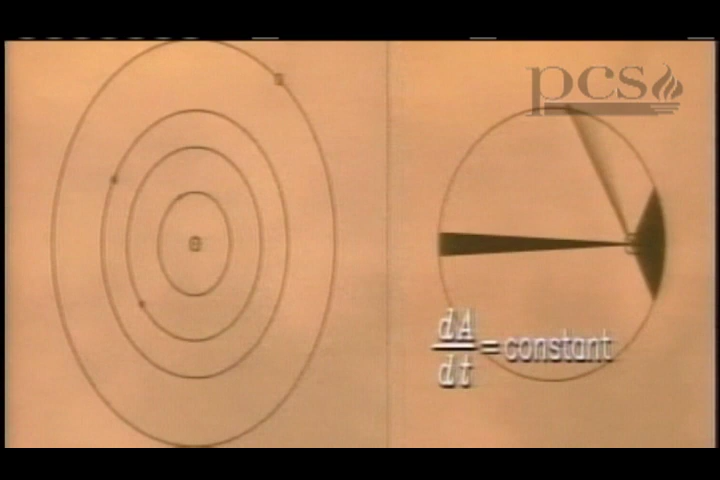 pcs
dA
dt = constant